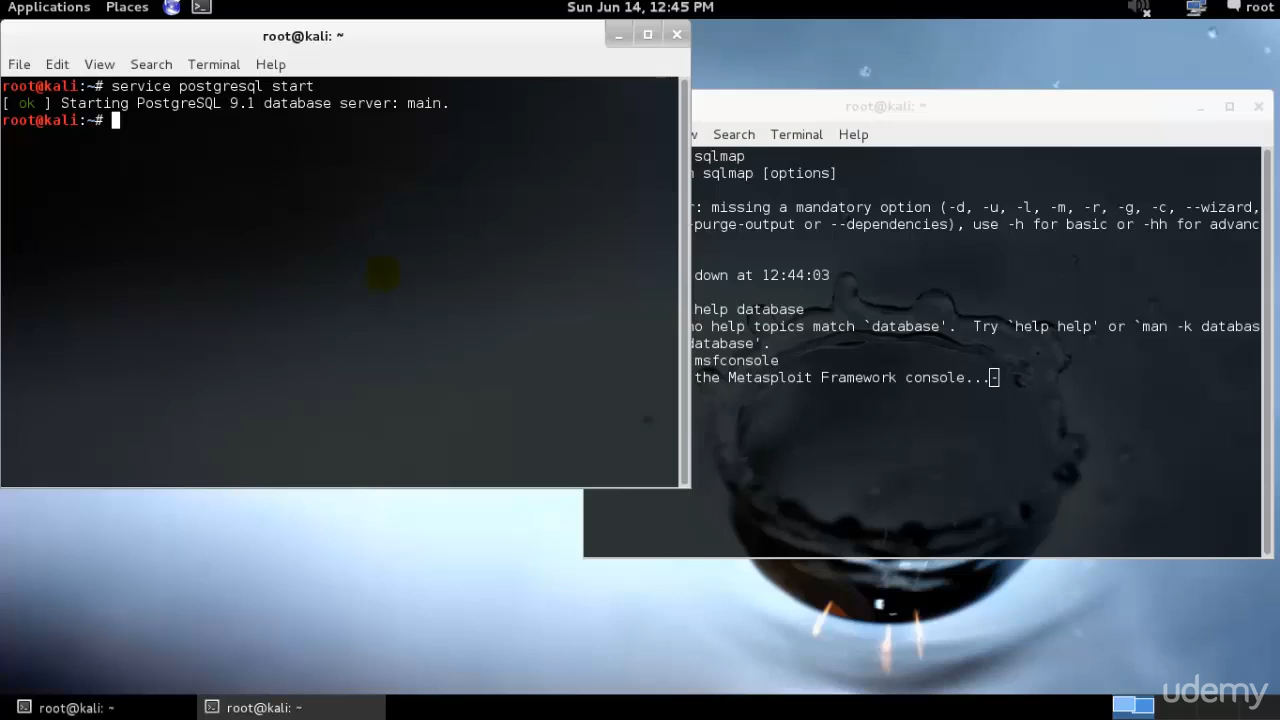 Applications Places Sun Jun 14, 12:45 PM root
root@kali: ~
File Edit View Search Terminal Help
root@kali:~# service postgresql start
[ ok ] Starting PostgreSQL 9.1 database server: main.
root@kali:~#
root@kali: ~
w Search Terminal Help
sqlmap
sqlmap [options]
: missing a mandatory option (-d, -u, -l, -m, -r, -g, -c, --wizard,
purge-output or --dependencies), use -h for basic or -hh for advanc
down at 12:44:03
help database
no help topics match `database'. Try `help help' or `man -k databas
database'.
msfconsole
the Metasploit Framework console...-
root@kali: ~ root@kali: ~
udemy